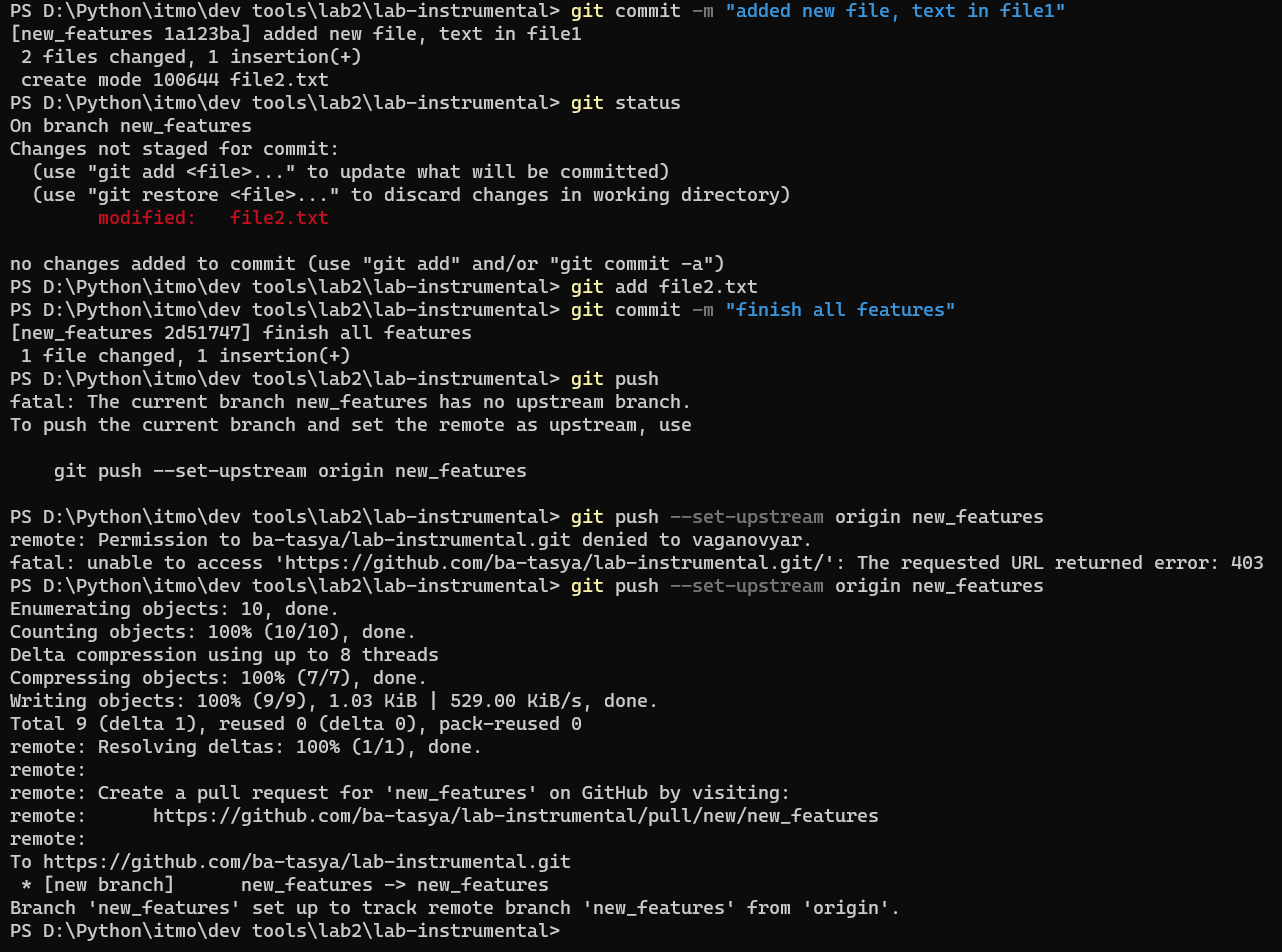 PS D:\Python\itmo\dev tools\lab2\lab-instrumental> git commit -m "added new file, text in file1"
[new_features 1a123ba] added new file, text in file1
 2 files changed, 1 insertion(+)
 create mode 100644 file2.txt
PS D:\Python\itmo\dev tools\lab2\lab-instrumental> git status
On branch new_features
Changes not staged for commit:
  (use "git add <file>..." to update what will be committed)
  (use "git restore <file>..." to discard changes in working directory)
        modified:   file2.txt

no changes added to commit (use "git add" and/or "git commit -a")
PS D:\Python\itmo\dev tools\lab2\lab-instrumental> git add file2.txt
PS D:\Python\itmo\dev tools\lab2\lab-instrumental> git commit -m "finish all features"
[new_features 2d51747] finish all features
 1 file changed, 1 insertion(+)
PS D:\Python\itmo\dev tools\lab2\lab-instrumental> git push
fatal: The current branch new_features has no upstream branch.
To push the current branch and set the remote as upstream, use

    git push --set-upstream origin new_features

PS D:\Python\itmo\dev tools\lab2\lab-instrumental> git push --set-upstream origin new_features
remote: Permission to ba-tasya/lab-instrumental.git denied to vaganovyar.
fatal: unable to access 'https://github.com/ba-tasya/lab-instrumental.git/': The requested URL returned error: 403
PS D:\Python\itmo\dev tools\lab2\lab-instrumental> git push --set-upstream origin new_features
Enumerating objects: 10, done.
Counting objects: 100% (10/10), done.
Delta compression using up to 8 threads
Compressing objects: 100% (7/7), done.
Writing objects: 100% (9/9), 1.03 KiB | 529.00 KiB/s, done.
Total 9 (delta 1), reused 0 (delta 0), pack-reused 0
remote: Resolving deltas: 100% (1/1), done.
remote:
remote: Create a pull request for 'new_features' on GitHub by visiting:
remote:      https://github.com/ba-tasya/lab-instrumental/pull/new/new_features
remote:
To https://github.com/ba-tasya/lab-instrumental.git
 * [new branch]      new_features -> new_features
Branch 'new_features' set up to track remote branch 'new_features' from 'origin'.
PS D:\Python\itmo\dev tools\lab2\lab-instrumental>